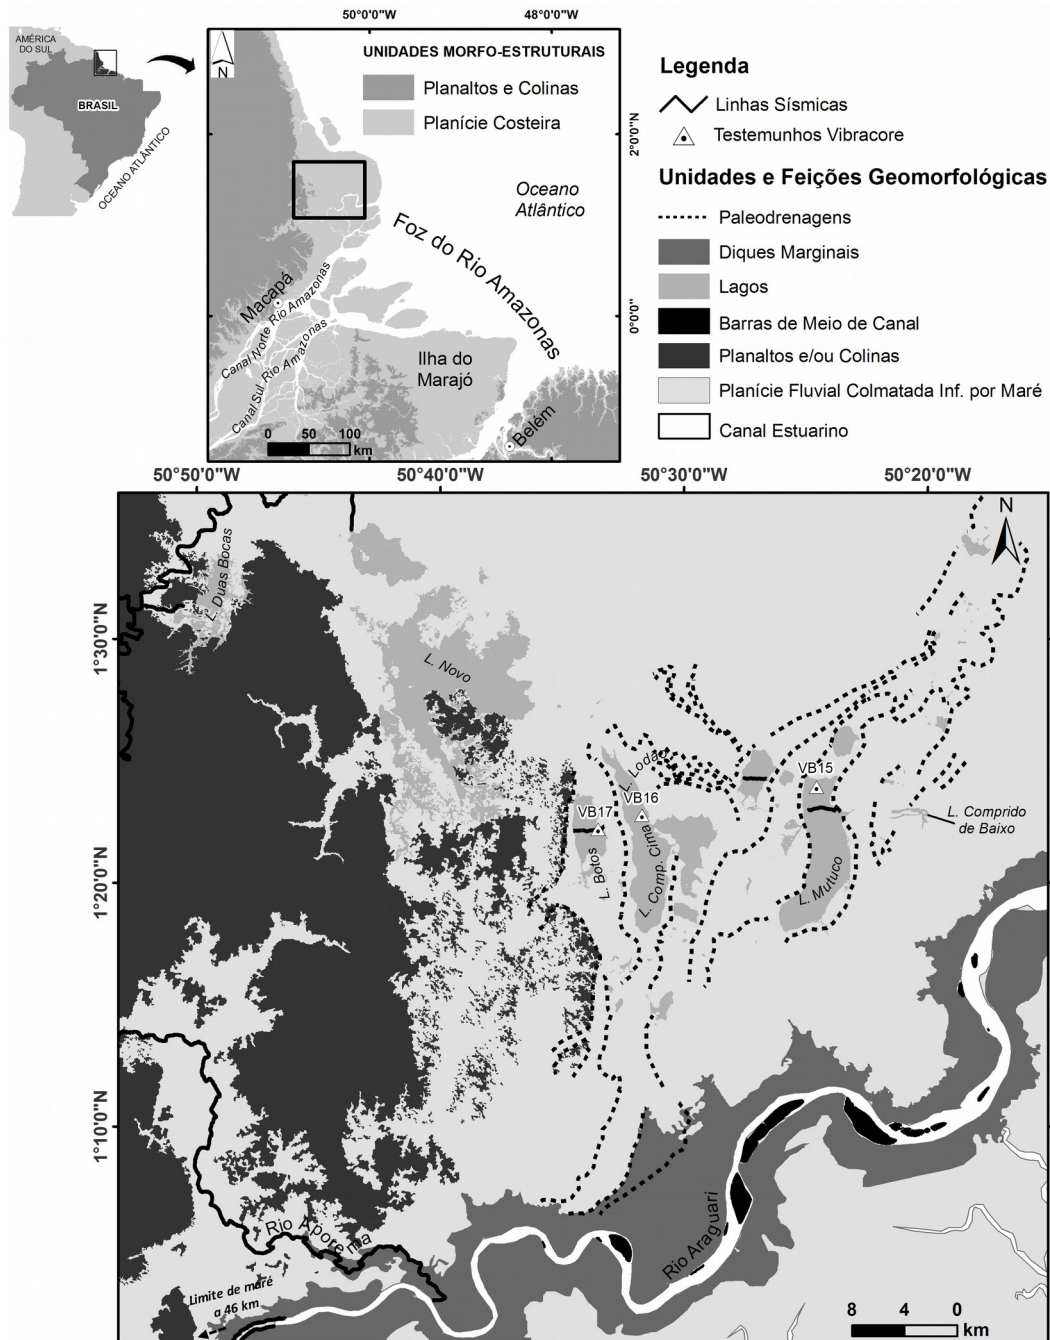 AMÉRICA
DO SUL
BRASIL
OCEANO ATLÂNTICO
50°0'0"W
48°0'0"W
N
UNIDADES MORFO-ESTRUTURAIS
Planaltos e Colinas
Planície Costeira
2°0'0"N
Oceano
Atlântico
Foz do Rio Amazonas
Macapá
Canal Norte Rio Amazonas
Canal Sul Rio Amazonas
0°0'0"
Ilha do
Marajó
Belém
0 50 100
km
Legenda
Linhas Sísmicas
Testemunhos Vibracore
Unidades e Feições Geomorfológicas
Paleodrenagens
Diques Marginais
Lagos
Barras de Meio de Canal
Planaltos e/ou Colinas
Planície Fluvial Colmatada Inf. por Maré
Canal Estuarino
50°50'0"W
50°40'0"W
50°30'0"W
50°20'0"W
N
L. Duas Bocas
1°30'0"N
L. Novo
L. Lodão
VB15
VB17
VB16
L. Comprido
de Baixo
L. Botos
L. Comp. Cima
L. Mutuco
1°20'0"N
1°10'0"N
Rio Aporema
Rio Araguari
Limite de maré
a 46 km
8 4 0
km